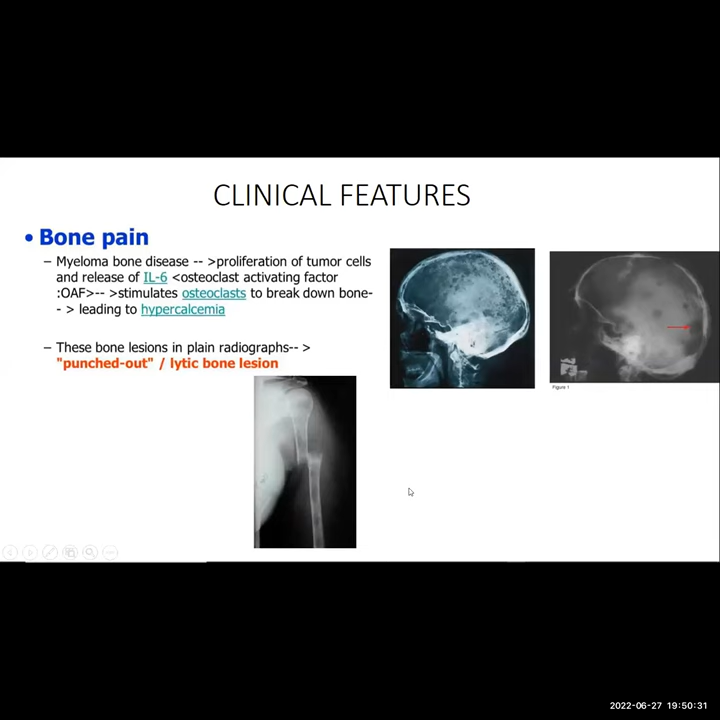 CLINICAL FEATURES
• Bone pain
– Myeloma bone disease -- >proliferation of tumor cells
and release of IL-6 <osteoclast activating factor
:OAF>-- >stimulates osteoclasts to break down bone-
- > leading to hypercalcemia
– These bone lesions in plain radiographs-- >
"punched-out" / lytic bone lesion
Figure 1
2022-06-27 19:50:31